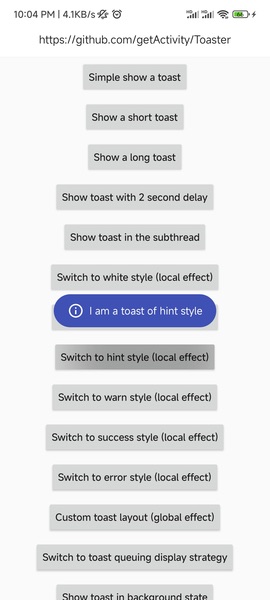 10:04 PM | 4.1KB/s
https://github.com/getActivity/Toaster
Simple show a toast
Show a short toast
Show a long toast
Show toast with 2 second delay
Show toast in the subthread
Switch to white style (local effect)
I am a toast of hint style
Switch to hint style (local effect)
Switch to warn style (local effect)
Switch to success style (local effect)
Switch to error style (local effect)
Custom toast layout (global effect)
Switch to toast queuing display strategy
Show toast in background state